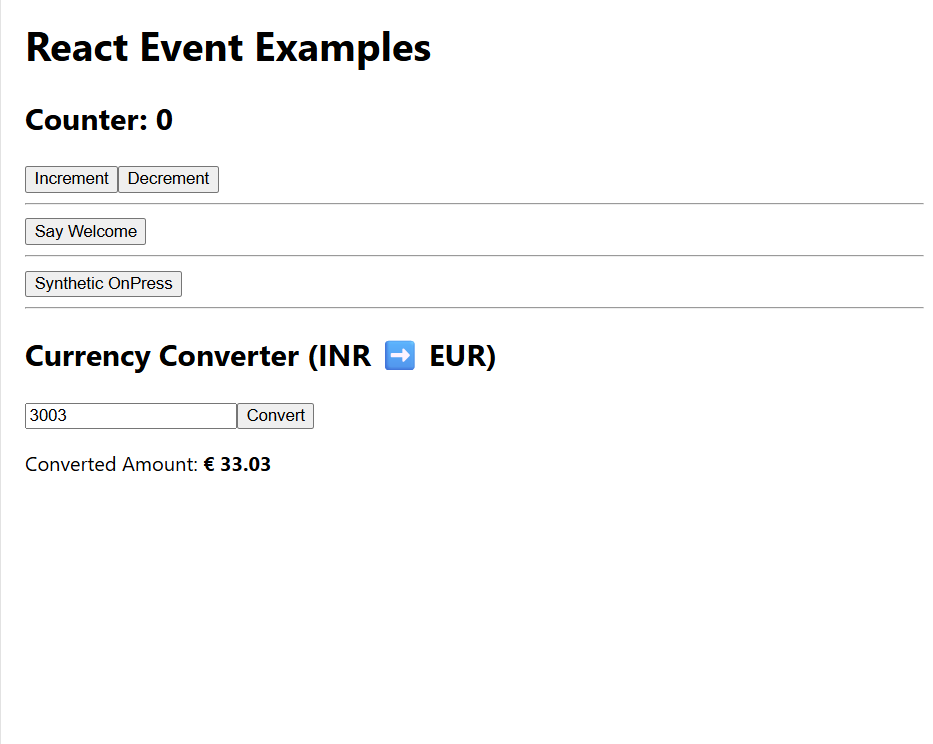 React Event Examples
Counter: 0
Increment Decrement
Say Welcome
Synthetic OnPress
Currency Converter (INR ➡️ EUR)
3003 Convert
Converted Amount: € 33.03